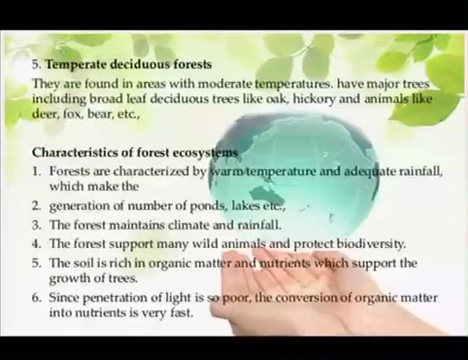 5. Temperate deciduous forests
They are found in areas with moderate temperatures. have major trees
including broad leaf deciduous trees like oak, hickory and animals like
deer, fox, bear, etc.,
Characteristics of forest ecosystems
1. Forests are characterized by warm temperature and adequate rainfall,
which make the
2. generation of number of ponds, lakes etc.,
3. The forest maintains climate and rainfall.
4. The forest support many wild animals and protect biodiversity.
5. The soil is rich in organic matter and nutrients which support the
growth of trees.
6. Since penetration of light is so poor, the conversion of organic matter
into nutrients is very fast.